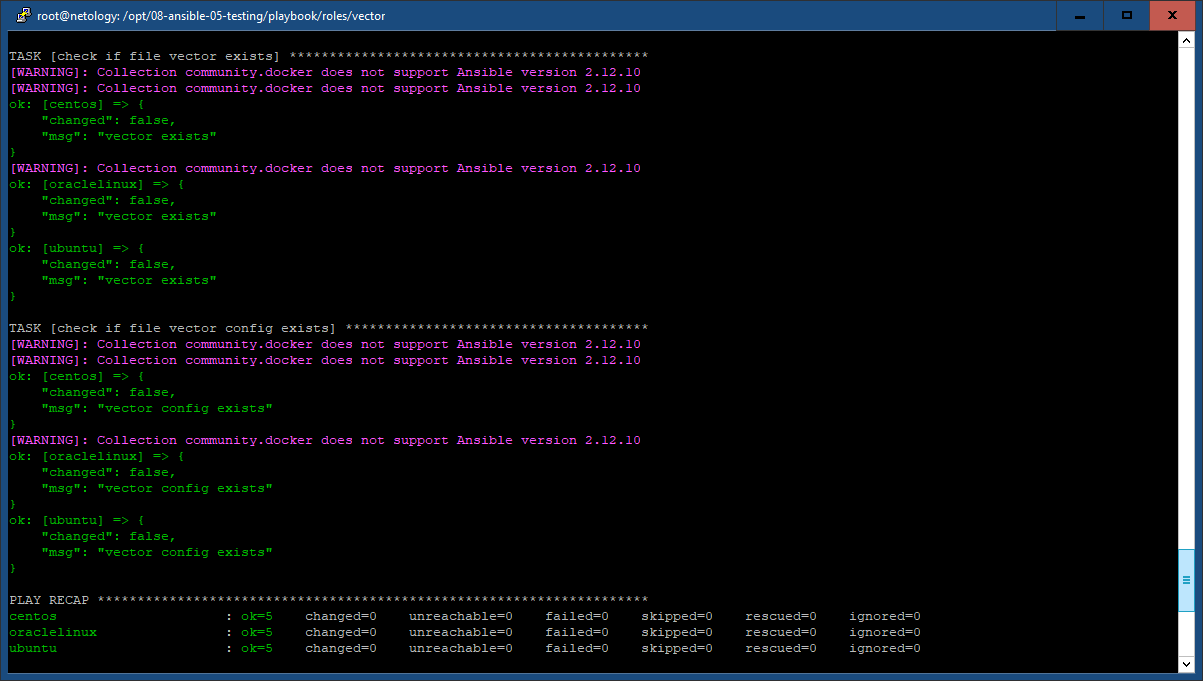 root@netology: /opt/08-ansible-05-testing/playbook/roles/vector
TASK [check if file vector exists] *********************************************
[WARNING]: Collection community.docker does not support Ansible version 2.12.10
[WARNING]: Collection community.docker does not support Ansible version 2.12.10
ok: [centos] => {
    "changed": false,
    "msg": "vector exists"
}
[WARNING]: Collection community.docker does not support Ansible version 2.12.10
ok: [oraclelinux] => {
    "changed": false,
    "msg": "vector exists"
}
ok: [ubuntu] => {
    "changed": false,
    "msg": "vector exists"
}
TASK [check if file vector config exists] **************************************
[WARNING]: Collection community.docker does not support Ansible version 2.12.10
[WARNING]: Collection community.docker does not support Ansible version 2.12.10
ok: [centos] => {
    "changed": false,
    "msg": "vector config exists"
}
[WARNING]: Collection community.docker does not support Ansible version 2.12.10
ok: [oraclelinux] => {
    "changed": false,
    "msg": "vector config exists"
}
ok: [ubuntu] => {
    "changed": false,
    "msg": "vector config exists"
}
PLAY RECAP *********************************************************************
centos                     : ok=5    changed=0    unreachable=0    failed=0    skipped=0    rescued=0    ignored=0
oraclelinux                : ok=5    changed=0    unreachable=0    failed=0    skipped=0    rescued=0    ignored=0
ubuntu                     : ok=5    changed=0    unreachable=0    failed=0    skipped=0    rescued=0    ignored=0